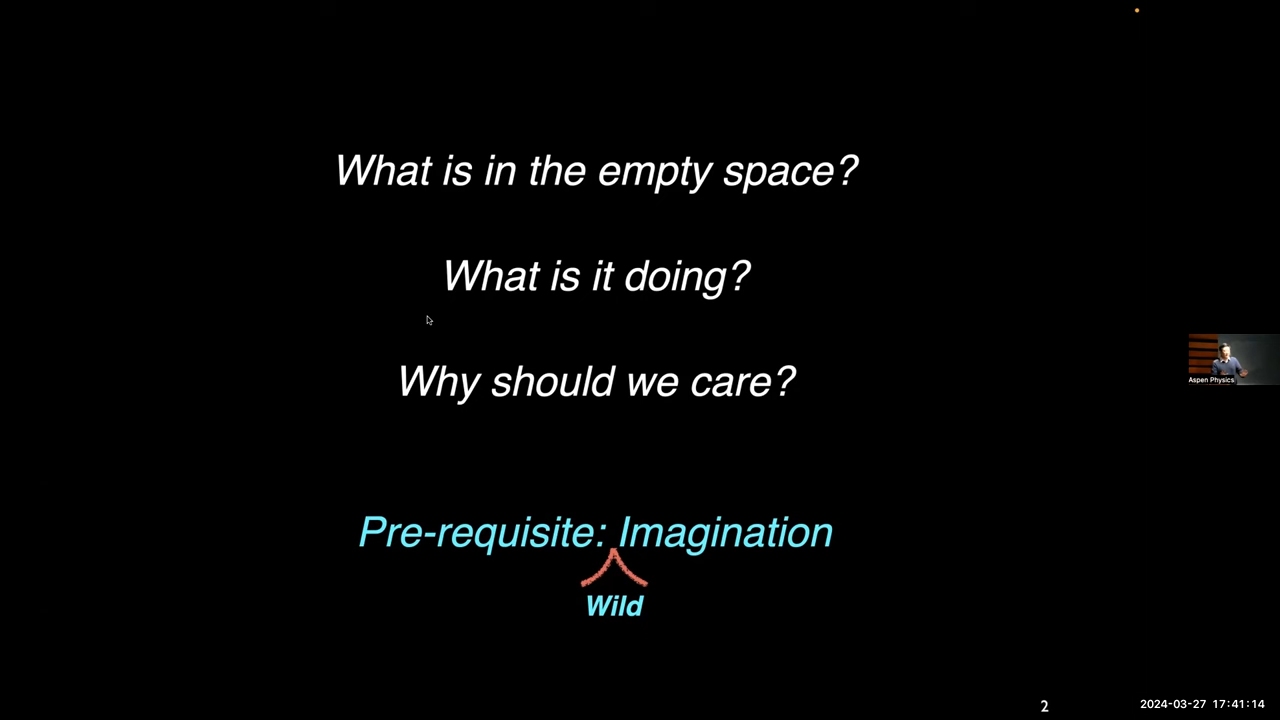 What is in the empty space?
What is it doing?
Why should we care?
Aspen Physics
Pre-requisite: Imagination
Wild
2
2024-03-27 17:41:14